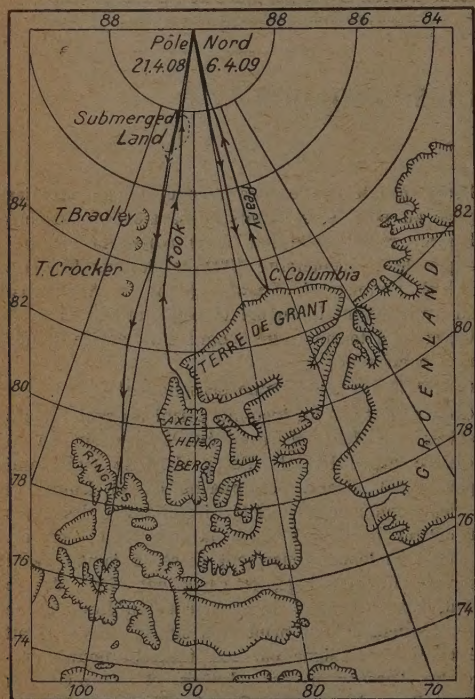 88 88 86 84
Pôle Nord
21.4.08 6.4.09
Submerged
Land
84
T. Bradley
Cook
Peary
82
T. Crocker
C. Columbia
82
TERRE DE GRANT
GROENLAND
80
80
AXEL
HEI
BERG
RINGNES
78
78
76
76
74
74
100 90 80 70